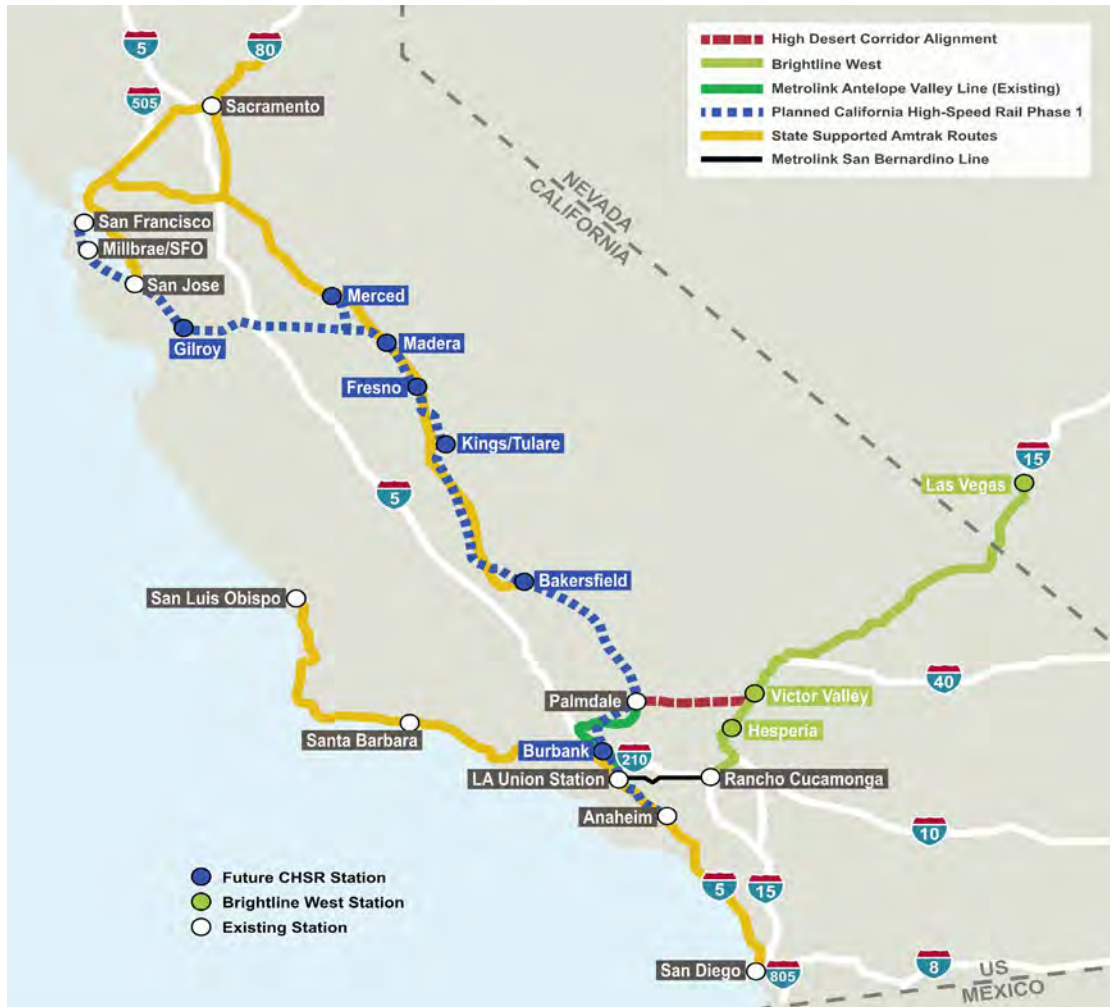 5
80
505
Sacramento
High Desert Corridor Alignment
Brightline West
Metrolink Antelope Valley Line (Existing)
Planned California High-Speed Rail Phase 1
State Supported Amtrak Routes
Metrolink San Bernardino Line
NEVADA
CALIFORNIA
San Francisco
Millbrae/SFO
San Jose
Gilroy
Merced
Madera
Fresno
Kings/Tulare
5
15
Las Vegas
Bakersfield
San Luis Obispo
Santa Barbara
40
Palmdale
Victor Valley
Hesperia
Burbank
210
LA Union Station
Rancho Cucamonga
Anaheim
10
5
15
Future CHSR Station
Brightline West Station
Existing Station
San Diego
805
8
US
MEXICO